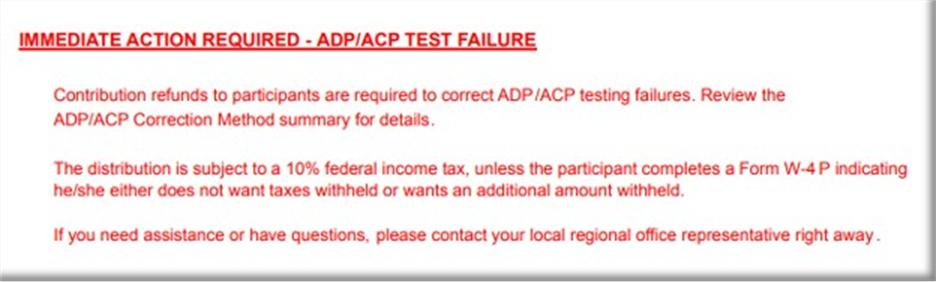 IMMEDIATE ACTION REQUIRED - ADP/ACP TEST FAILURE
Contribution refunds to participants are required to correct ADP/ACP testing failures. Review the
ADP/ACP Correction Method summary for details.
The distribution is subject to a 10% federal income tax, unless the participant completes a Form W-4P indicating
he/she either does not want taxes withheld or wants an additional amount withheld.
If you need assistance or have questions, please contact your local regional office representative right away.